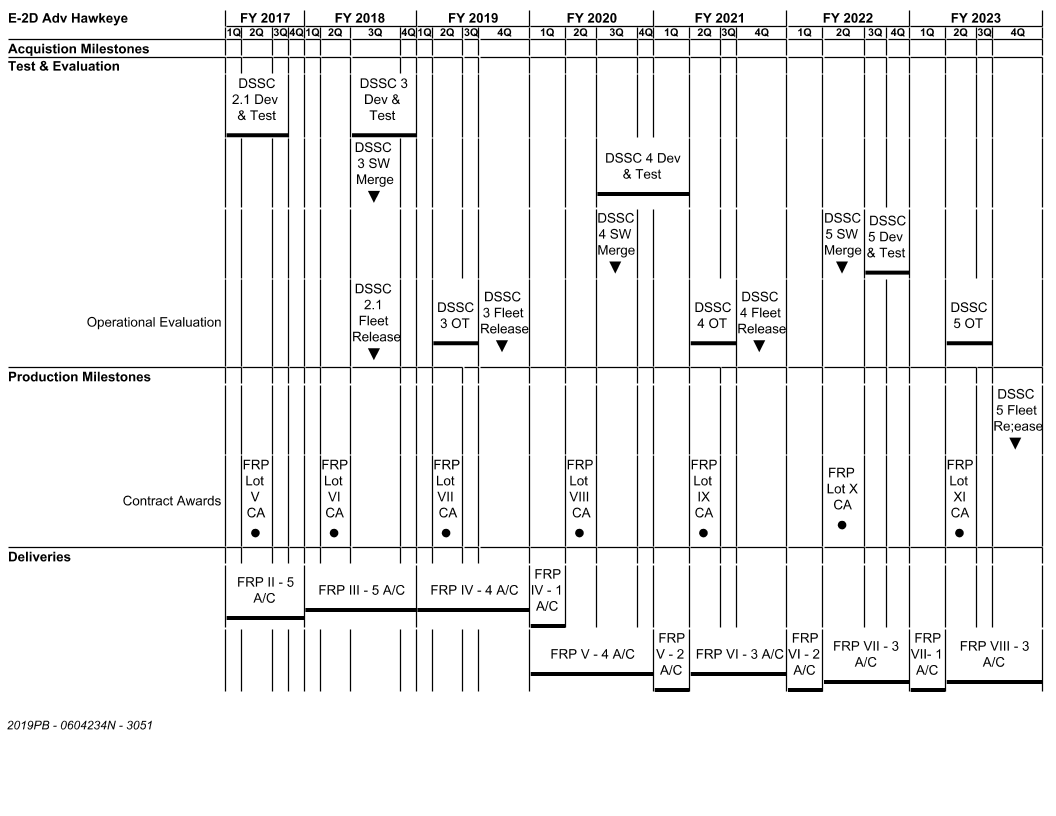 E-2D Adv Hawkeye FY 2017 FY 2018 FY 2019 FY 2020 FY 2021 FY 2022 FY 2023
1Q 2Q 3Q 4Q 1Q 2Q 3Q 4Q 1Q 2Q 3Q 4Q 1Q 2Q 3Q 4Q 1Q 2Q 3Q 4Q 1Q 2Q 3Q 4Q 1Q 2Q 3Q 4Q
Acquistion Milestones
Test & Evaluation
DSSC
2.1 Dev
& Test
DSSC 3
Dev &
Test
DSSC
3 SW
Merge
DSSC 4 Dev
& Test
DSSC
4 SW
Merge
DSSC
5 SW
Merge
DSSC
5 Dev
& Test
Operational Evaluation
DSSC
2.1
Fleet
Release
DSSC
3 OT
DSSC
3 Fleet
Release
DSSC
4 OT
DSSC
4 Fleet
Release
DSSC
5 OT
Production Milestones
DSSC
5 Fleet
Re;ease
Contract Awards
FRP
Lot
V
CA
FRP
Lot
VI
CA
FRP
Lot
VII
CA
FRP
Lot
VIII
CA
FRP
Lot
IX
CA
FRP
Lot X
CA
FRP
Lot
XI
CA
Deliveries
FRP II - 5
A/C
FRP III - 5 A/C
FRP IV - 4 A/C
FRP
IV - 1
A/C
FRP V - 4 A/C
FRP
V - 2
A/C
FRP VI - 3 A/C
FRP
VI - 2
A/C
FRP VII - 3
A/C
FRP
VII- 1
A/C
FRP VIII - 3
A/C
2019PB - 0604234N - 3051